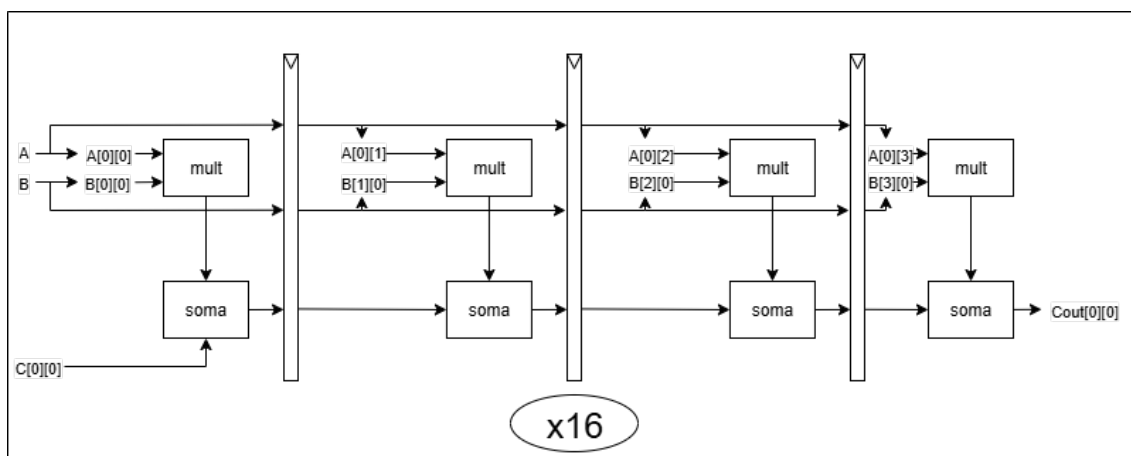 A
A[0][0]
mult
A[0][1]
mult
A[0][2]
mult
A[0][3]
mult
B
B[0][0]
B[1][0]
B[2][0]
B[3][0]
soma
soma
soma
soma
Cout[0][0]
C[0][0]
x16